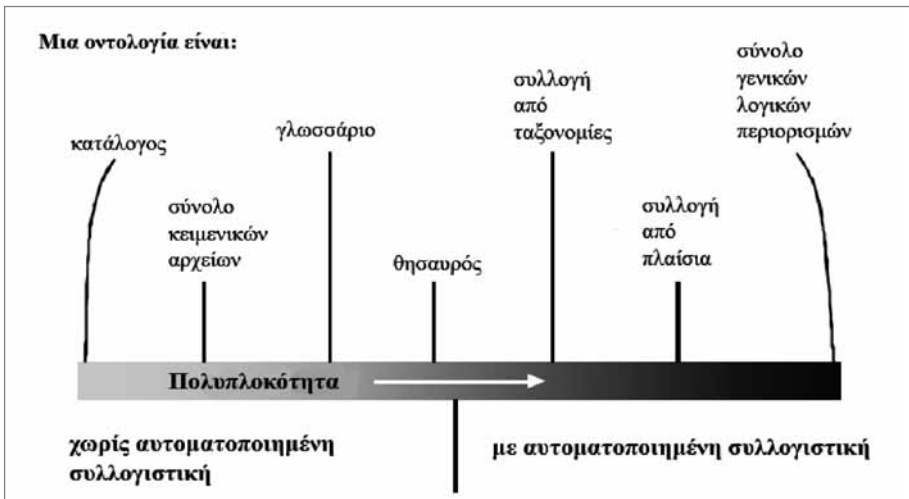 Μια οντολογία είναι:
κατάλογος
σύνολο
κειμενικών
αρχείων
γλωσσάριο
θησαυρός
συλλογή
από
ταξονομίες
συλλογή
από
πλαίσια
σύνολο
γενικών
λογικών
περιορισμών
Πολυπλοκότητα
χωρίς αυτοματοποιημένη
συλλογιστική
με αυτοματοποιημένη συλλογιστική